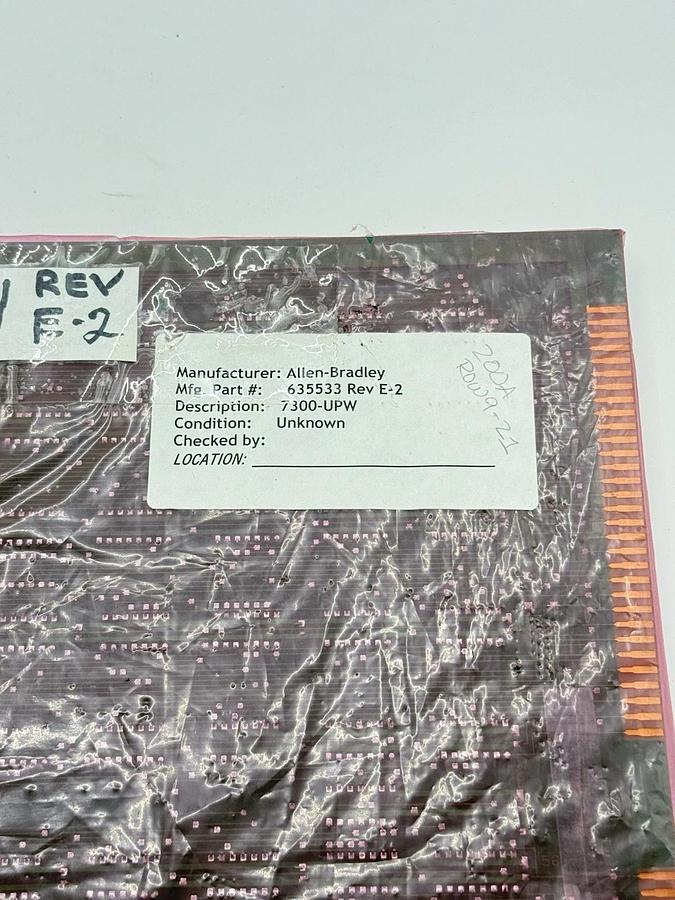 REV
E-2
Manufacturer: Allen-Bradley
Mfg. Part #: 635533 Rev E-2
Description: 7300-UPW
Condition: Unknown
Checked by:
LOCATION:
200A
ROW9-21